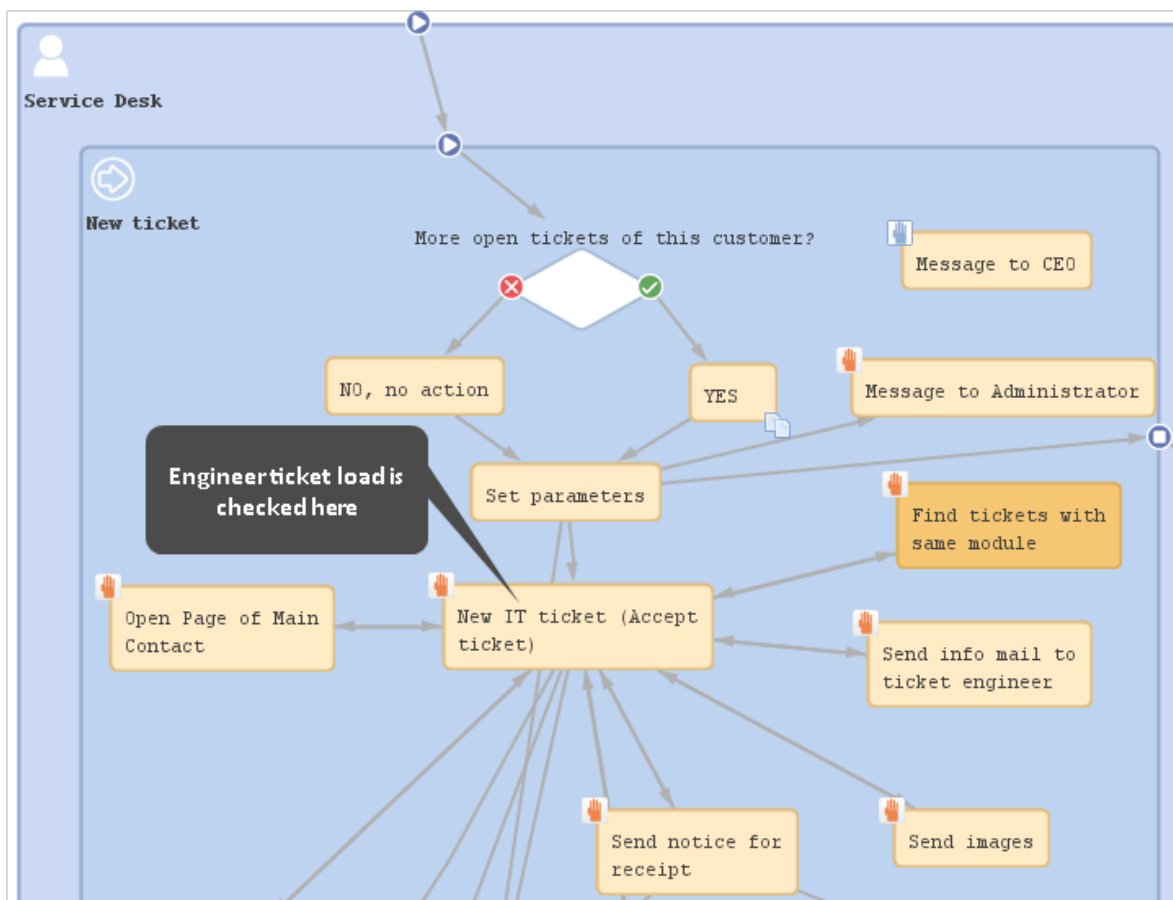 Service Desk
New ticket
More open tickets of this customer?
Message to CEO
NO, no action
YES
Message to Administrator
Engineer ticket load is
checked here
Set parameters
Find tickets with
same module
Open Page of Main
Contact
New IT ticket (Accept
ticket)
Send info mail to
ticket engineer
Send notice for
receipt
Send images